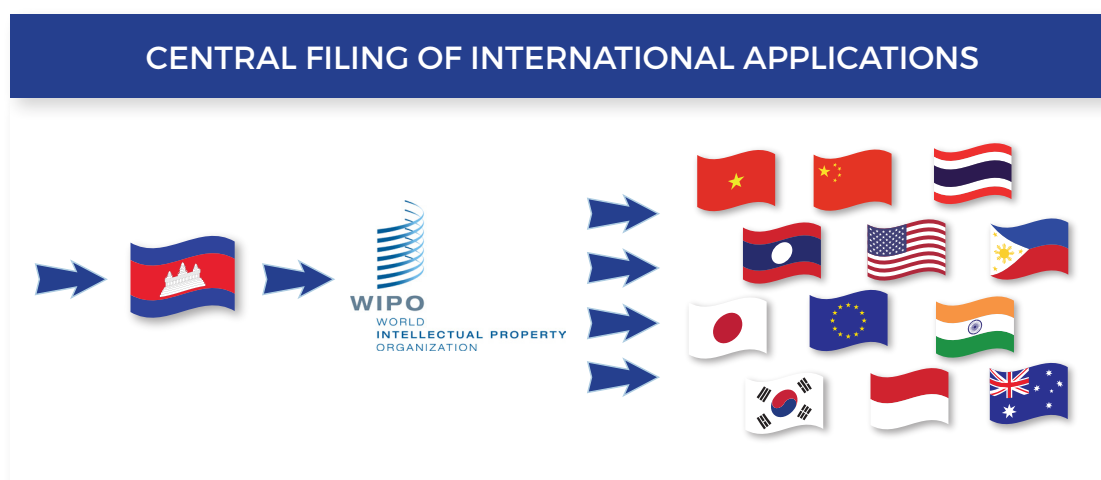 CENTRAL FILING OF INTERNATIONAL APPLICATIONS
WIPO
WORLD
INTELLECTUAL PROPERTY
ORGANIZATION